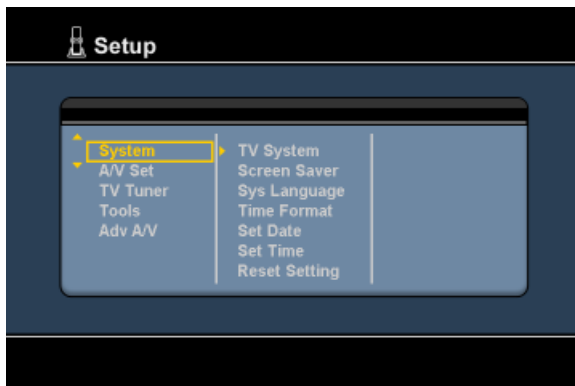 Setup
System
A/V Set
TV Tuner
Tools
Adv A/V
TV System
Screen Saver
Sys Language
Time Format
Set Date
Set Time
Reset Setting